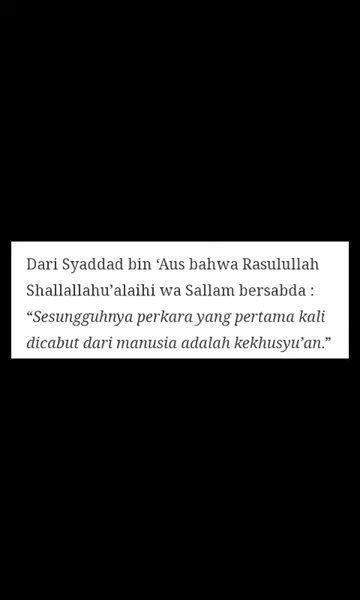 Dari Syaddad bin ‘Aus bahwa Rasulullah
Shallallahu’alaihi wa Sallam bersabda :
“Sesungguhnya perkara yang pertama kali
dicabut dari manusia adalah kekhusyu’an.”